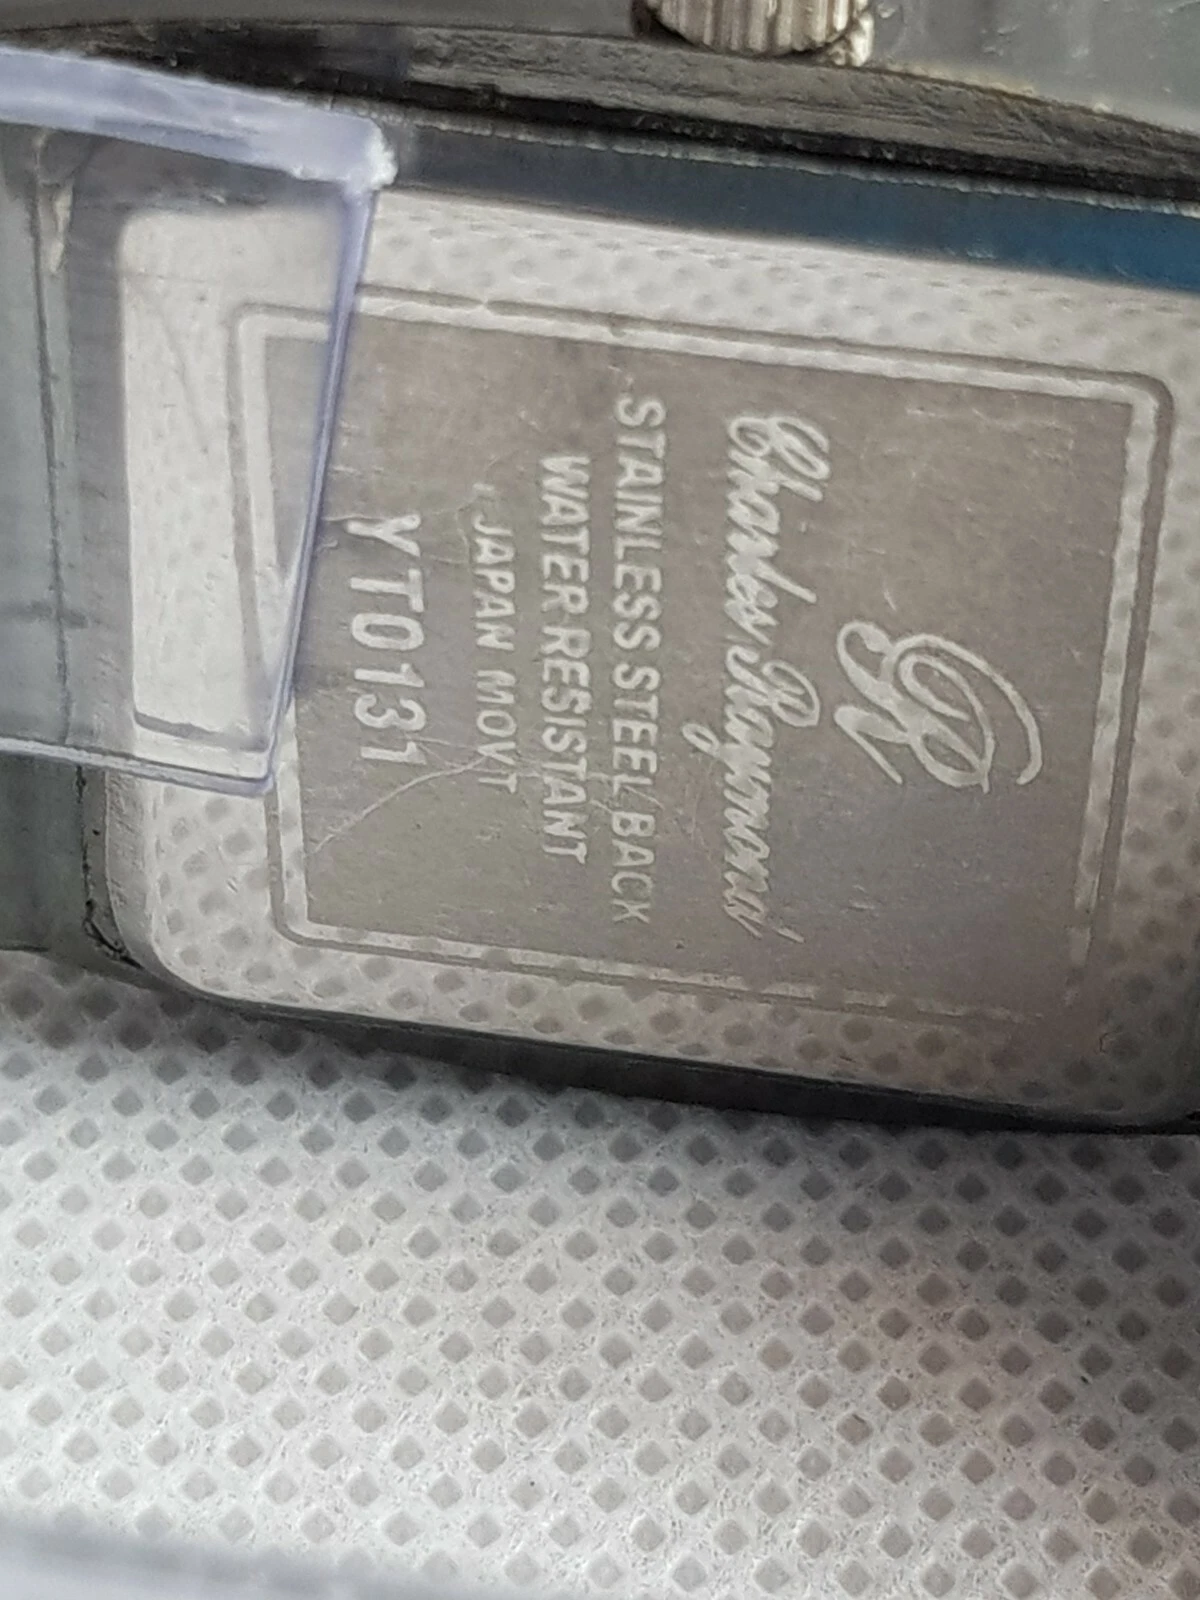 CR
Charles Raymond
STAINLESS STEEL BACK
WATER RESISTANT
JAPAN MOVT
YT0131